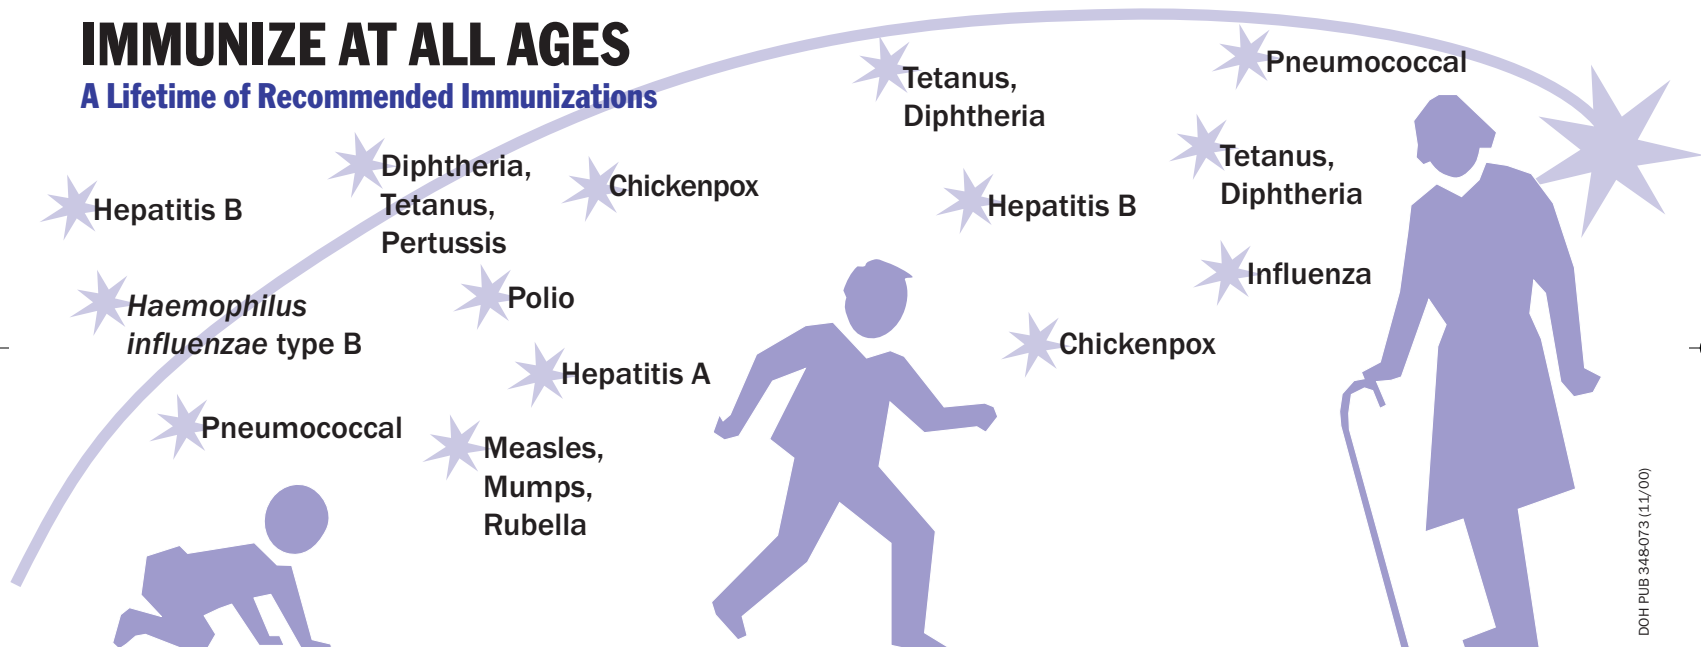 IMMUNIZE AT ALL AGES
A Lifetime of Recommended Immunizations
Hepatitis B
Haemophilus
influenzae type B
Pneumococcal
Diphtheria,
Tetanus,
Pertussis
Chickenpox
Polio
Hepatitis A
Measles,
Mumps,
Rubella
Tetanus,
Diphtheria
Hepatitis B
Chickenpox
Pneumococcal
Tetanus,
Diphtheria
Influenza
DOH PUB 348-073 (11/00)